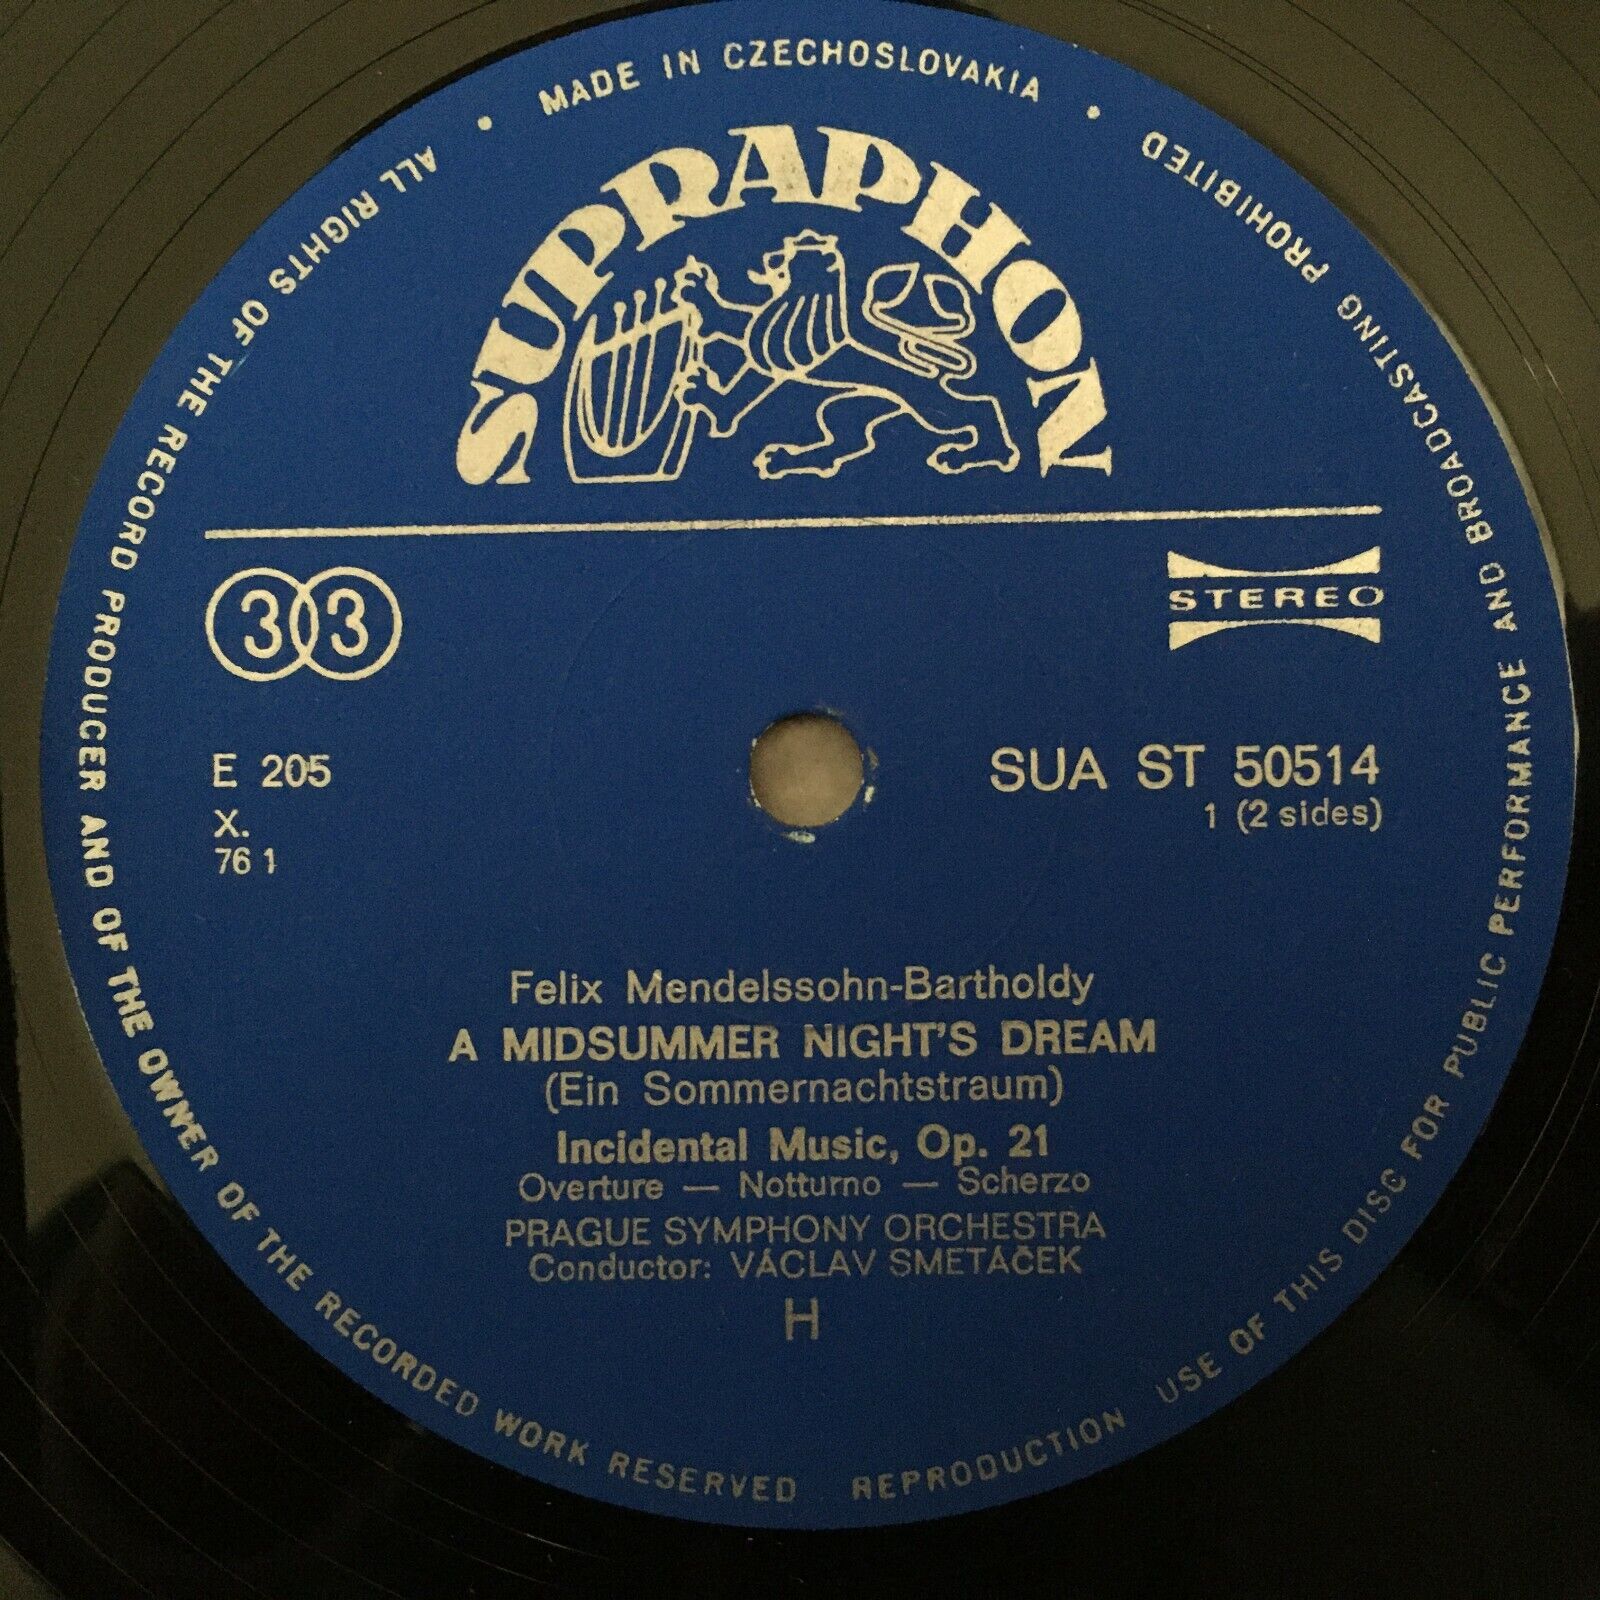 MADE IN CZECHOSLOVAKIA
SUPRAPHON
33
STEREO
E 205
SUA ST 50514
X.
1 (2 sides)
76 1
Felix Mendelssohn-Bartholdy
A MIDSUMMER NIGHT'S DREAM
(Ein Sommernachtstraum)
Incidental Music, Op. 21
Overture — Notturno — Scherzo
PRAGUE SYMPHONY ORCHESTRA
Conductor: VÁCLAV SMETÁČEK
H
ALL RIGHTS OF THE RECORD PRODUCER AND OF THE OWNER OF THE RECORDED WORK RESERVED
REPRODUCTION USE OF THIS DISC FOR PUBLIC PERFORMANCE AND BROADCASTING PROHIBITED